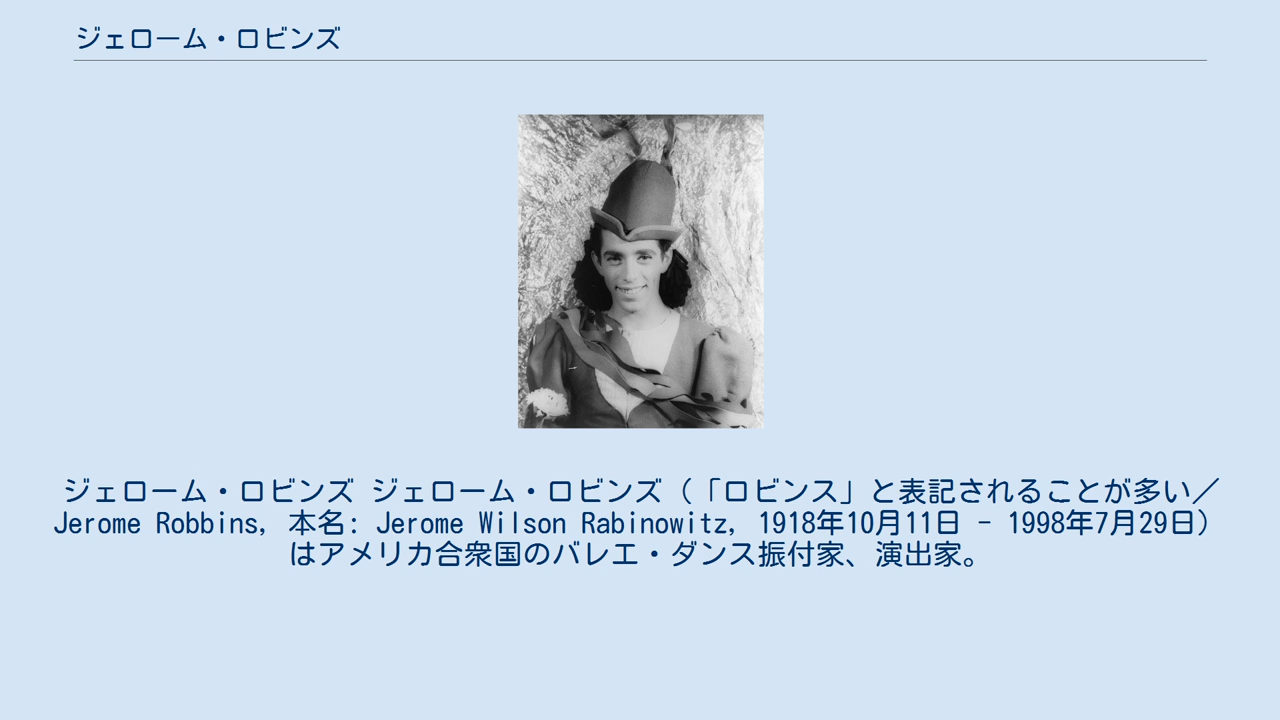 ジェローム・ロビンズ
ジェローム・ロビンズ ジェローム・ロビンズ（「ロビンス」と表記されることが多い／
Jerome Robbins, 本名: Jerome Wilson Rabinowitz, 1918年10月11日 - 1998年7月29日）
はアメリカ合衆国のバレエ・ダンス振付家、演出家。